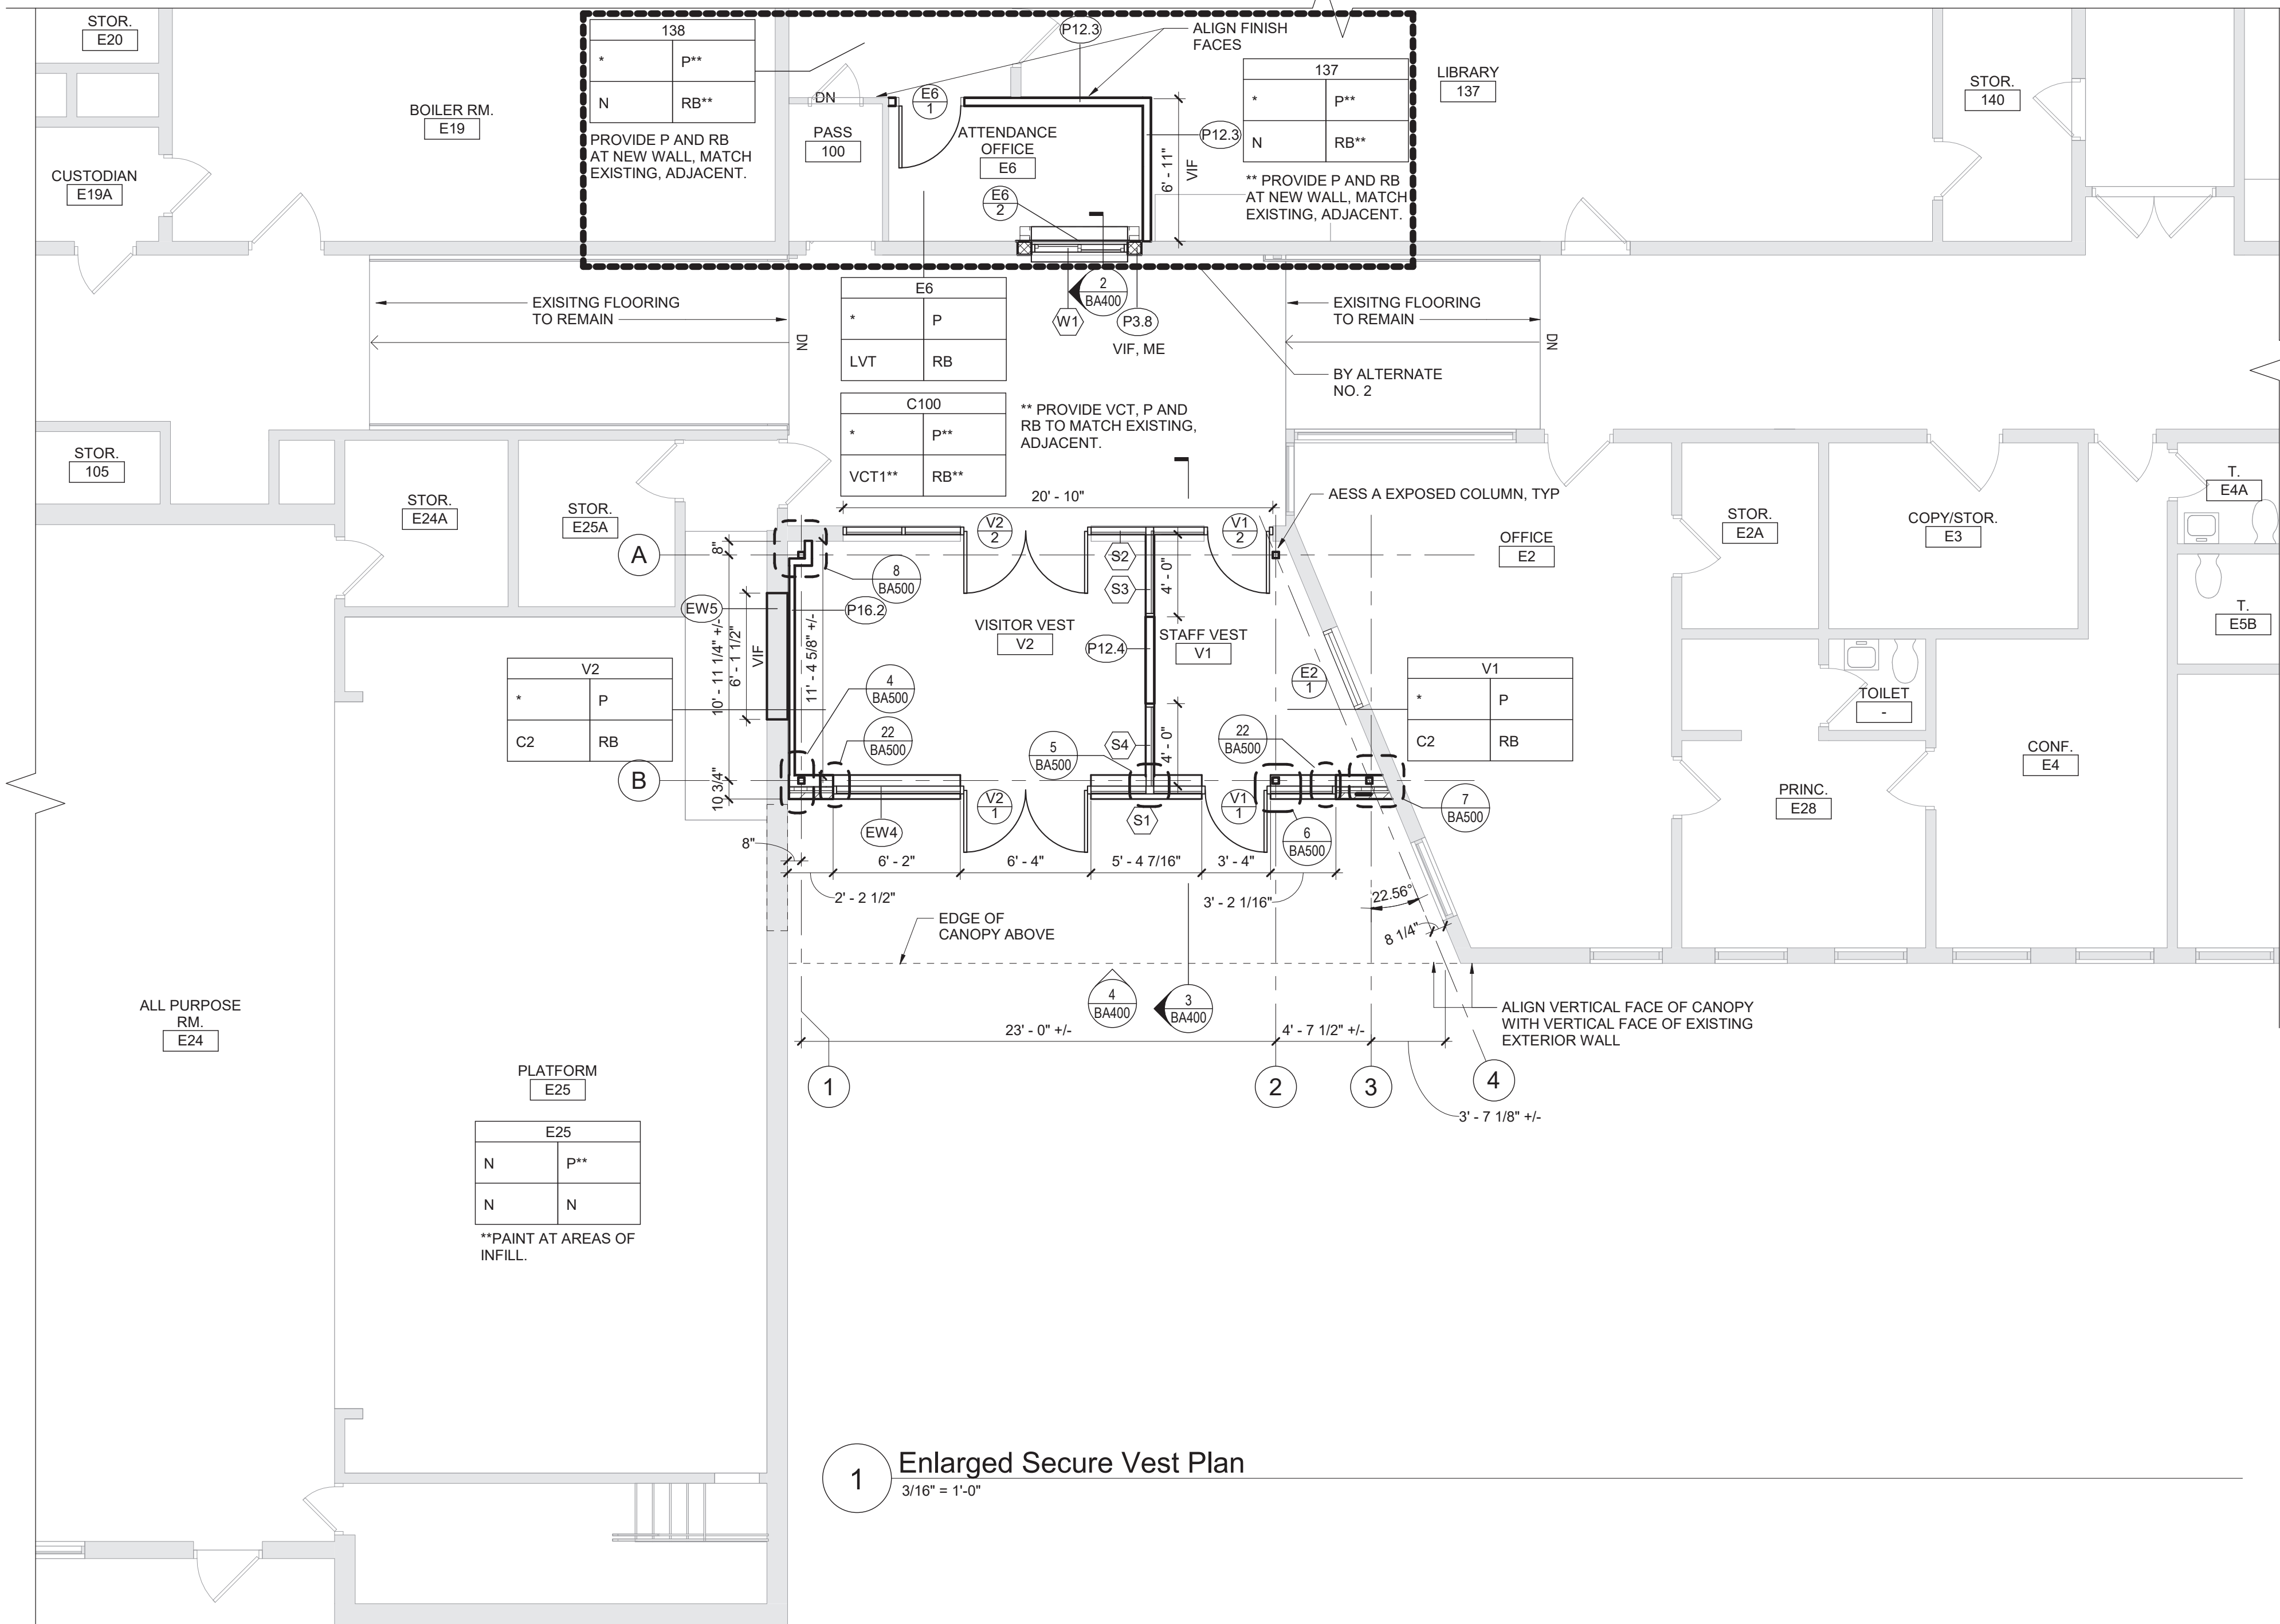 STOR.
E20
BOILER RM.
E19
CUSTODIAN
E19A
138
* P**
N RB**
PROVIDE P AND RB
AT NEW WALL, MATCH
EXISTING, ADJACENT.
DN
PASS
100
E6
1
P12.3
ALIGN FINISH
FACES
ATTENDANCE
OFFICE
E6
E6
2
P12.3
6' - 11"
VIF
137
* P**
N RB**
** PROVIDE P AND RB
AT NEW WALL, MATCH
EXISTING, ADJACENT.
LIBRARY
137
STOR.
140
EXISITNG FLOORING
TO REMAIN
DN
E6
* P
LVT RB
2
BA400
W1
P3.8
VIF, ME
EXISITNG FLOORING
TO REMAIN
DN
BY ALTERNATE
NO. 2
C100
* P**
VCT1** RB**
** PROVIDE VCT, P AND
RB TO MATCH EXISTING,
ADJACENT.
STOR.
105
STOR.
E24A
STOR.
E25A
20' - 10"
AESS A EXPOSED COLUMN, TYP
OFFICE
E2
STOR.
E2A
COPY/STOR.
E3
T.
E4A
T.
E5B
A
8"
8
BA500
V2
2
V1
2
S2
S3
4' - 0"
EW5
P16.2
10' - 11 1/4" +/-
6' - 1 1/2"
VIF
11' - 4 5/8" +/-
VISITOR VEST
V2
STAFF VEST
V1
P12.4
E2
1
V2
* P
C2 RB
4
BA500
22
BA500
5
BA500
S4
4' - 0"
22
BA500
V1
* P
C2 RB
TOILET
-
CONF.
E4
PRINC.
E28
B
10 3/4"
V2
1
V1
1
EW4
S1
6
BA500
7
BA500
8"
6' - 2"
6' - 4"
5' - 4 7/16"
3' - 4"
2' - 2 1/2"
3' - 2 1/16"
22.56°
8 1/4"
EDGE OF
CANOPY ABOVE
4
BA400
3
BA400
ALIGN VERTICAL FACE OF CANOPY
WITH VERTICAL FACE OF EXISTING
EXTERIOR WALL
23' - 0" +/-
4' - 7 1/2" +/-
3' - 7 1/8" +/-
1
2
3
4
ALL PURPOSE
RM.
E24
PLATFORM
E25
E25
N P**
N N
**PAINT AT AREAS OF
INFILL.
1
Enlarged Secure Vest Plan
3/16" = 1'-0"